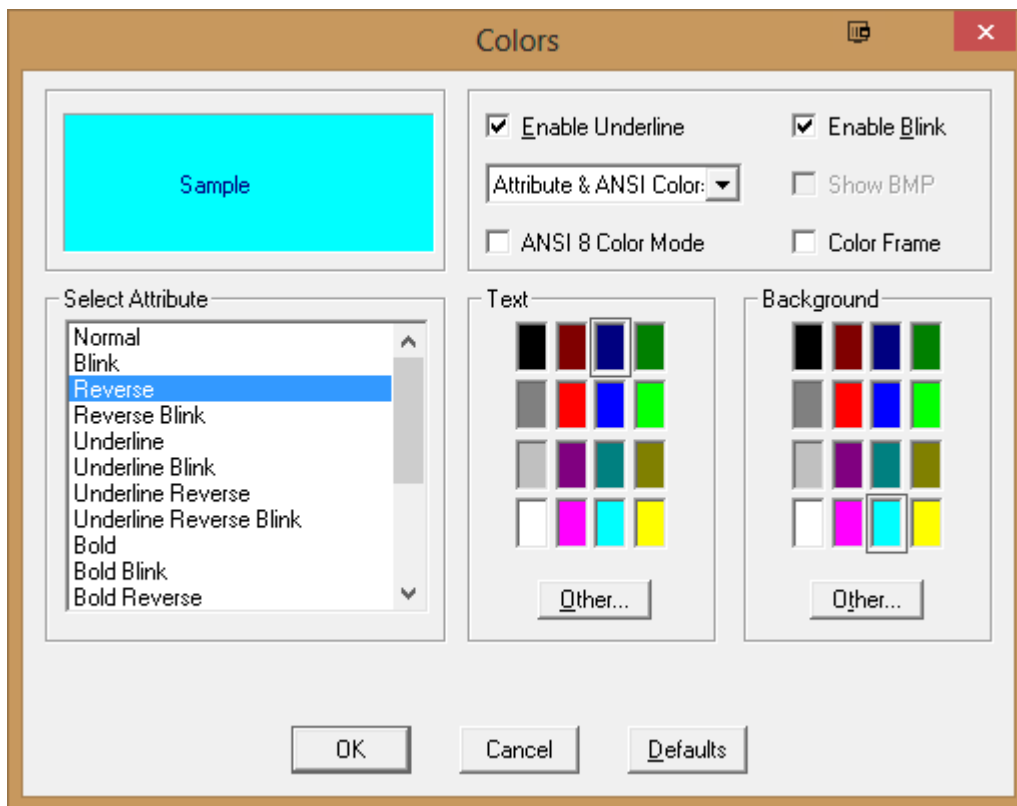 Colors
Sample
Enable Underline
Enable Blink
Attribute & ANSI Color:
Show BMP
ANSI 8 Color Mode
Color Frame
Select Attribute
Normal
Blink
Reverse
Reverse Blink
Underline
Underline Blink
Underline Reverse
Underline Reverse Blink
Bold
Bold Blink
Bold Reverse
Text
Other...
Background
Other...
OK
Cancel
Defaults